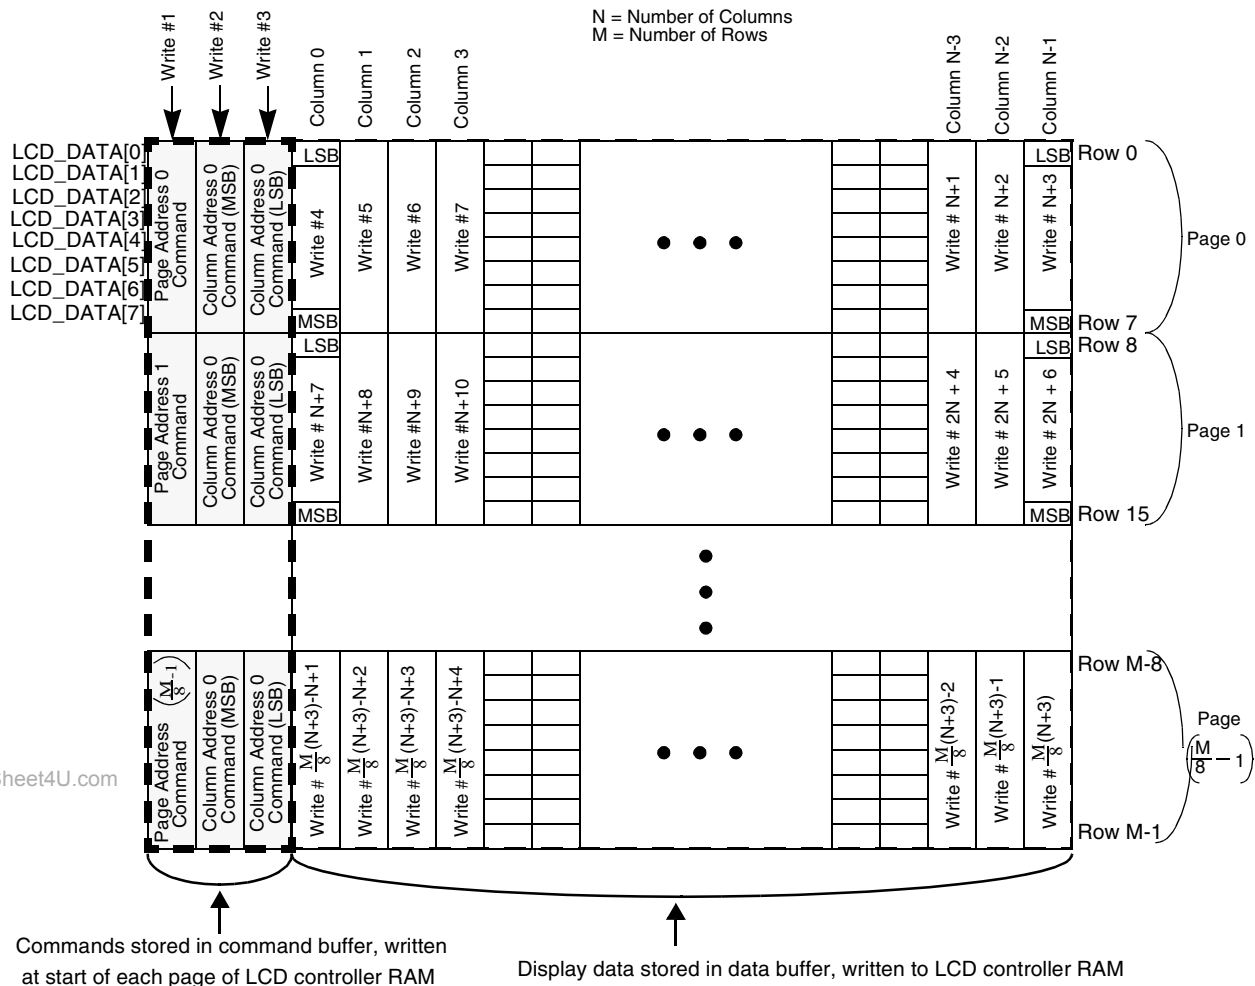 N = Number of Columns
M = Number of Rows
Write #1
Write #2
Write #3
Column 0
Column 1
Column 2
Column 3
Column N-3
Column N-2
Column N-1
LCD_DATA[0]
LCD_DATA[1]
LCD_DATA[2]
LCD_DATA[3]
LCD_DATA[4]
LCD_DATA[5]
LCD_DATA[6]
LCD_DATA[7]
Page Address 0
Command
Column Address 0
Command (MSB)
Column Address 0
Command (LSB)
LSB
Write #4
MSB
Write #5
Write #6
Write #7
Write # N+1
Write # N+2
LSB
Write # N+3
MSB
Row 0
Row 7
Page 0
Page Address 1
Command
Column Address 0
Command (MSB)
Column Address 0
Command (LSB)
LSB
Write # N+7
MSB
Write #N+8
Write #N+9
Write #N+10
Write # 2N + 4
Write # 2N + 5
LSB
Write # 2N + 6
MSB
Row 8
Row 15
Page 1
Page Address (M/8-1)
Command
Column Address 0
Command (MSB)
Column Address 0
Command (LSB)
Write # M/8(N+3)-N+1
Write # M/8(N+3)-N+2
Write # M/8(N+3)-N+3
Write # M/8(N+3)-N+4
Write # M/8(N+3)-2
Write # M/8(N+3)-1
Write # M/8(N+3)
Row M-8
Row M-1
Page
(M/8 – 1)
Sheet4U.com
Commands stored in command buffer, written
at start of each page of LCD controller RAM
Display data stored in data buffer, written to LCD controller RAM